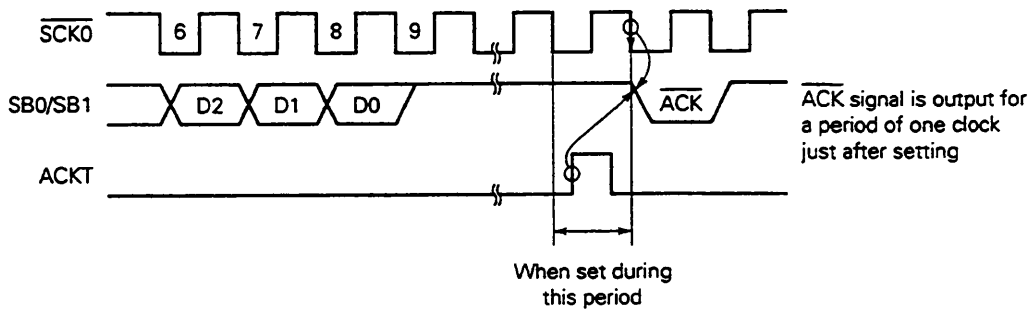 SCK0 6 7 8 9
SB0/SB1 D2 D1 D0 ACK
ACK signal is output for
a period of one clock
just after setting
ACKT
When set during
this period